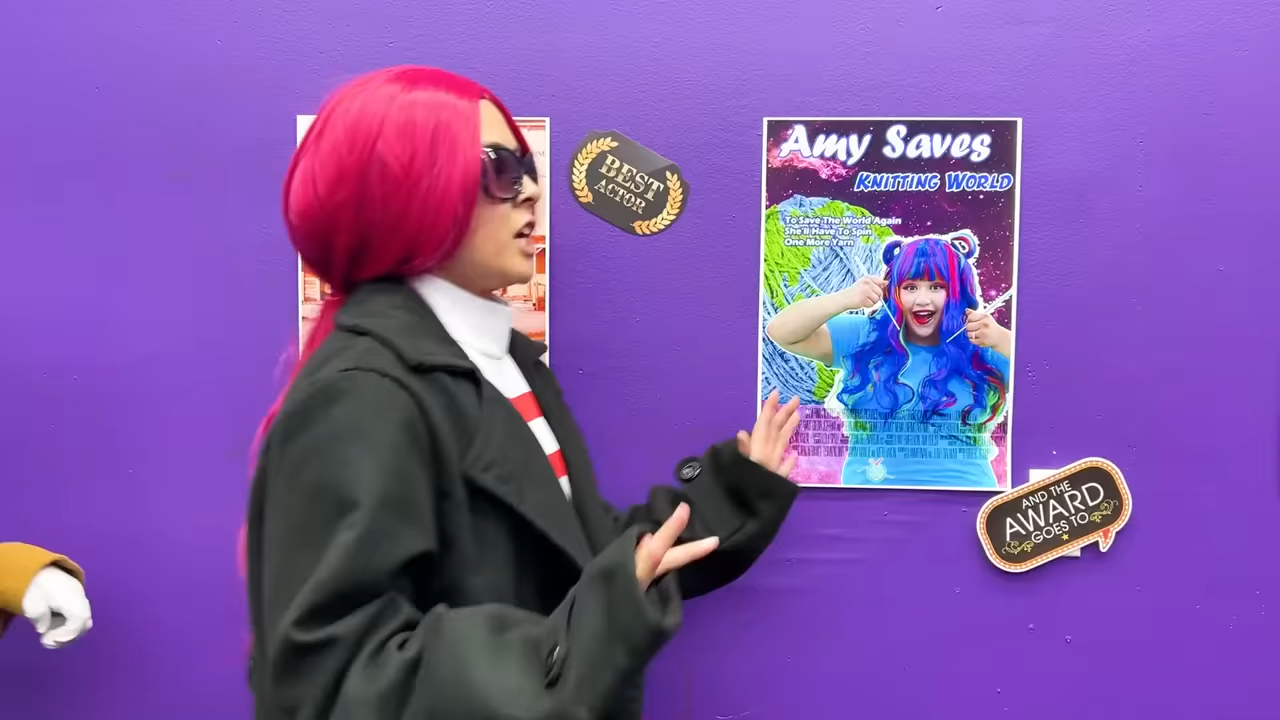 BEST
ACTOR
Amy Saves
KNITTING WORLD
To Save The World Again
She'll Have To Spin
One More Yarn
AND THE
AWARD
GOES TO